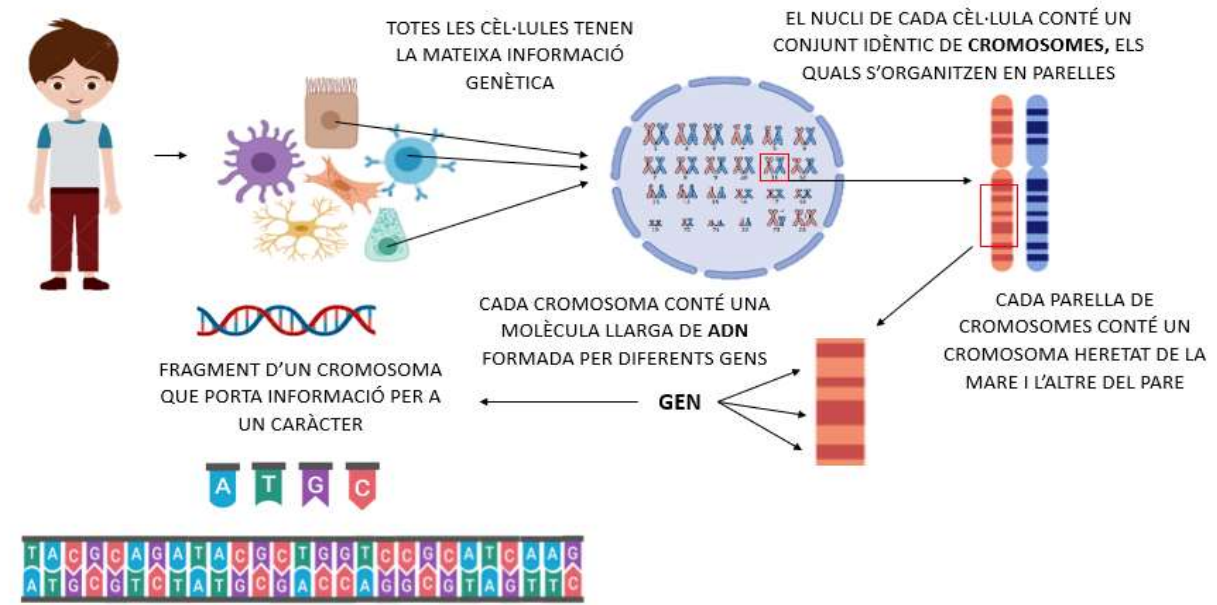 TOTES LES CÈL·LULES TENEN
LA MATEIXA INFORMACIÓ
GENÈTICA
EL NUCLI DE CADA CÈL·LULA CONTÉ UN
CONJUNT IDÈNTIC DE CROMOSOMES, ELS
QUALS S'ORGANITZEN EN PARELLES
CADA PARELLA DE
CROMOSOMES CONTÉ UN
CROMOSOMA HERETAT DE LA
MARE I L'ALTRE DEL PARE
CADA CROMOSOMA CONTÉ UNA
MOLÈCULA LLARGA DE ADN
FORMADA PER DIFERENTS GENS
GEN
FRAGMENT D'UN CROMOSOMA
QUE PORTA INFORMACIÓ PER A
UN CARÀCTER
A T G C
T A C G C A G A T A C G C T G G T C C G C A T C A A G
A T G C G T C T A T G C G A C C A G G C G T A G T T C